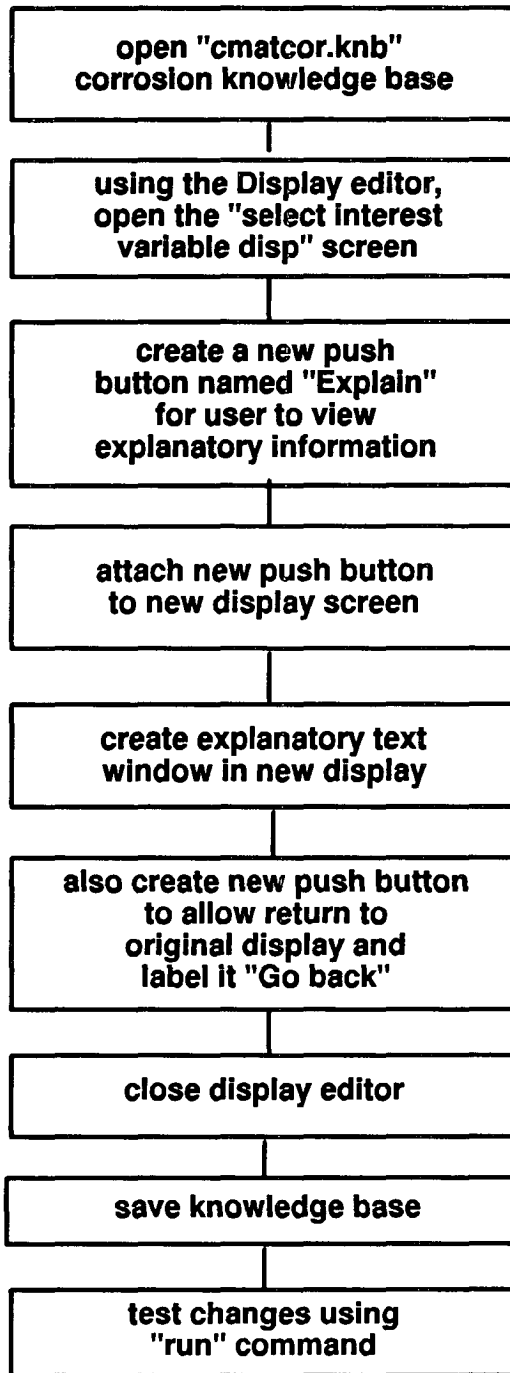 open "cmatcor.knb"
corrosion knowledge base
using the Display editor,
open the "select interest
variable disp" screen
create a new push
button named "Explain"
for user to view
explanatory information
attach new push button
to new display screen
create explanatory text
window in new display
also create new push button
to allow return to
original display and
label it "Go back"
close display editor
save knowledge base
test changes using
"run" command